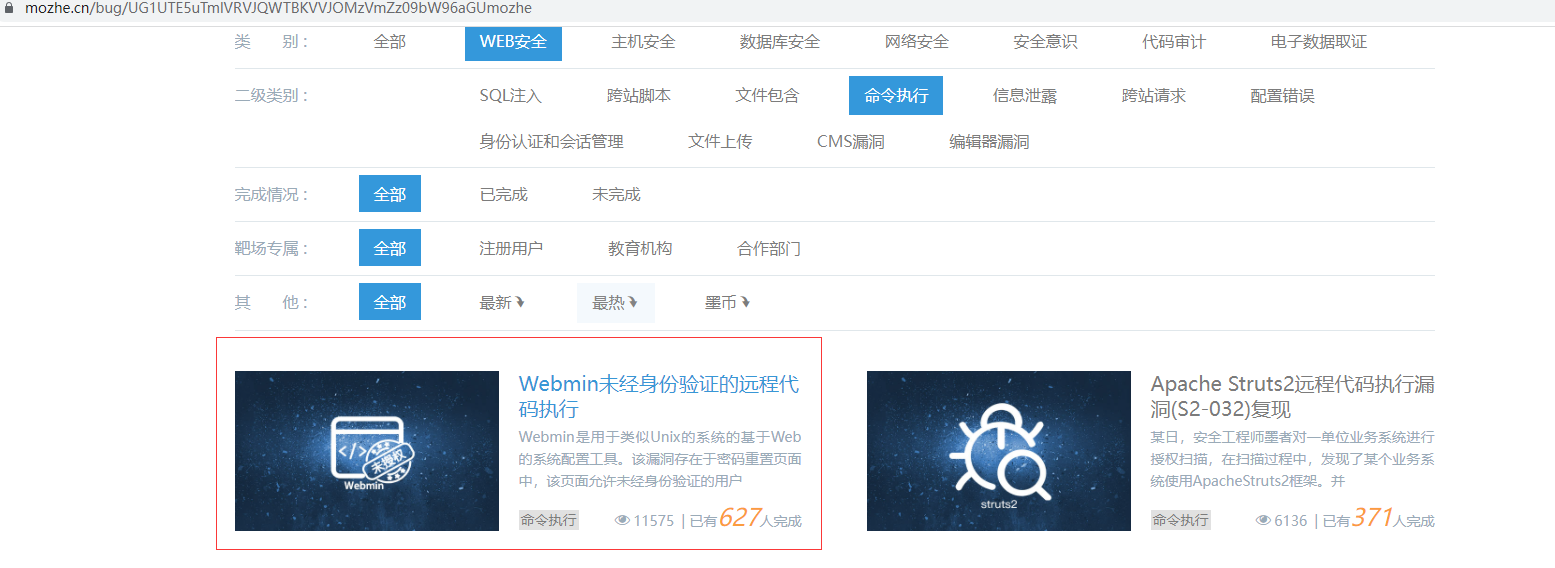 mozhe.cn/bug/UG1UTE5uTmlVRVJQWTBKVVJOMzVmZz09bW96aGUmozhe
类 别： 全部 WEB安全 主机安全 数据库安全 网络安全 安全意识 代码审计 电子数据取证
二级类别： SQL注入 跨站脚本 文件包含 命令执行 信息泄露 跨站请求 配置错误
身份认证和会话管理 文件上传 CMS漏洞 编辑器漏洞
完成情况： 全部 已完成 未完成
靶场专属： 全部 注册用户 教育机构 合作部门
其 他： 全部 最新 最热 墨币
Webmin未经身份验证的远程代
码执行
Webmin是用于类似Unix的系统的基于Web
的系统配置工具。该漏洞存在于密码重置页面
中，该页面允许未经身份验证的用户
命令执行 11575 | 已有627人完成
</>
未授权
Webmin
Apache Struts2远程代码执行漏
洞(S2-032)复现
某日，安全工程师墨者对一单位业务系统进行
授权扫描，在扫描过程中，发现了某个业务系
统使用ApacheStruts2框架。并
命令执行 6136 | 已有371人完成
struts2